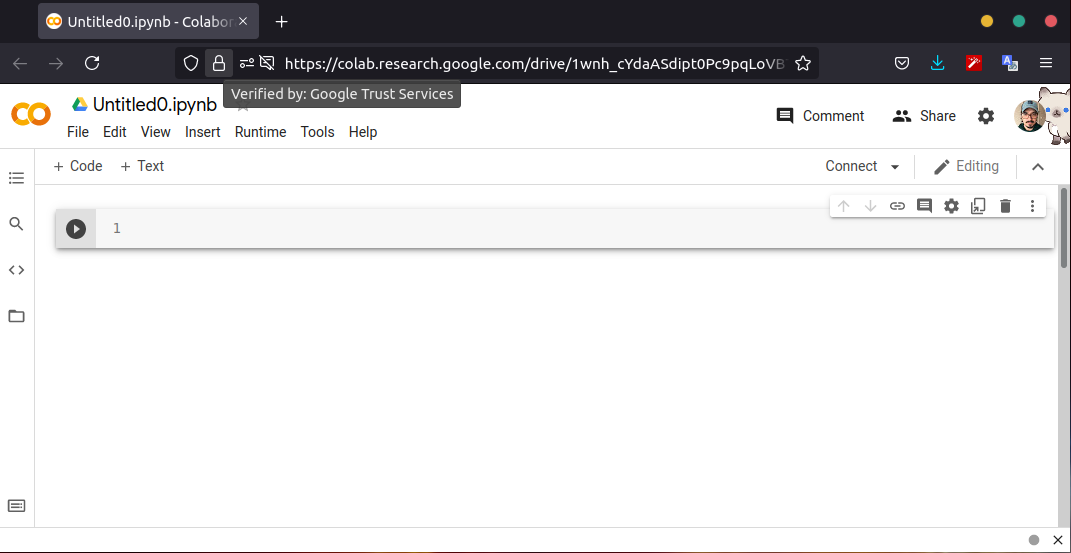 Untitled0.ipynb - Colabor
https://colab.research.google.com/drive/1wnh_cYdaASdipt0Pc9pqLoVB
Verified by: Google Trust Services
Untitled0.ipynb
Comment
Share
File Edit View Insert Runtime Tools Help
+ Code + Text
Connect
Editing
1